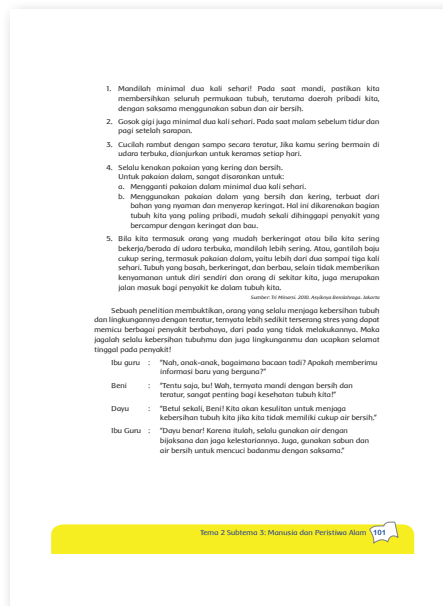 1. Mandilah minimal dua kali sehari! Pada saat mandi, pastikan kita
membersihkan seluruh permukaan tubuh, terutama daerah pribadi kita,
dengan saksama menggunakan sabun dan air bersih.
2. Gosok gigi juga minimal dua kali sehari. Pada saat malam sebelum tidur dan
pagi setelah sarapan.
3. Cucilah rambut dengan sampo secara teratur, Jika kamu sering bermain di
udara terbuka, dianjurkan untuk keramas setiap hari.
4. Selalu kenakan pakaian yang kering dan bersih.
Untuk pakaian dalam, sangat disarankan untuk:
a. Mengganti pakaian dalam minimal dua kali sehari.
b. Menggunakan pakaian dalam yang bersih dan kering, terbuat dari
bahan yang nyaman dan menyerap keringat. Hal ini dikarenakan bagian
tubuh kita yang paling pribadi, mudah sekali dihinggapi penyakit yang
bercampur dengan keringat dan bau.
5. Bila kita termasuk orang yang mudah berkeringat atau bila kita sering
bekerja/berada di udara terbuka, mandilah lebih sering. Atau, gantilah baju
cukup sering, termasuk pakaian dalam, yaitu lebih dari dua sampai tiga kali
sehari. Tubuh yang basah, berkeringat, dan berbau, selain tidak memberikan
kenyamanan untuk diri sendiri dan orang di sekitar kita, juga merupakan
jalan masuk bagi penyakit ke dalam tubuh kita.
Sumber: Tri Minarsi. 2010. Asyiknya Berolahraga. Jakarta
Sebuah penelitian membuktikan, orang yang selalu menjaga kebersihan tubuh
dan lingkungannya dengan teratur, ternyata lebih sedikit terserang stres yang dapat
memicu berbagai penyakit berbahaya, dari pada yang tidak melakukannya. Maka
jagalah selalu kebersihan tubuhmu dan juga lingkunganmu dan ucapkan selamat
tinggal pada penyakit!
Ibu guru : "Nah, anak-anak, bagaimana bacaan tadi? Apakah memberimu
informasi baru yang berguna?"
Beni : "Tentu saja, bu! Wah, ternyata mandi dengan bersih dan
teratur, sangat penting bagi kesehatan tubuh kita!"
Dayu : "Betul sekali, Beni! Kita akan kesulitan untuk menjaga
kebersihan tubuh kita jika kita tidak memiliki cukup air bersih."
Ibu Guru : "Dayu benar! Karena itulah, selalu gunakan air dengan
bijaksana dan jaga kelestariannya. Juga, gunakan sabun dan
air bersih untuk mencuci badanmu dengan saksama."
Tema 2 Subtema 3: Manusia dan Peristiwa Alam 101